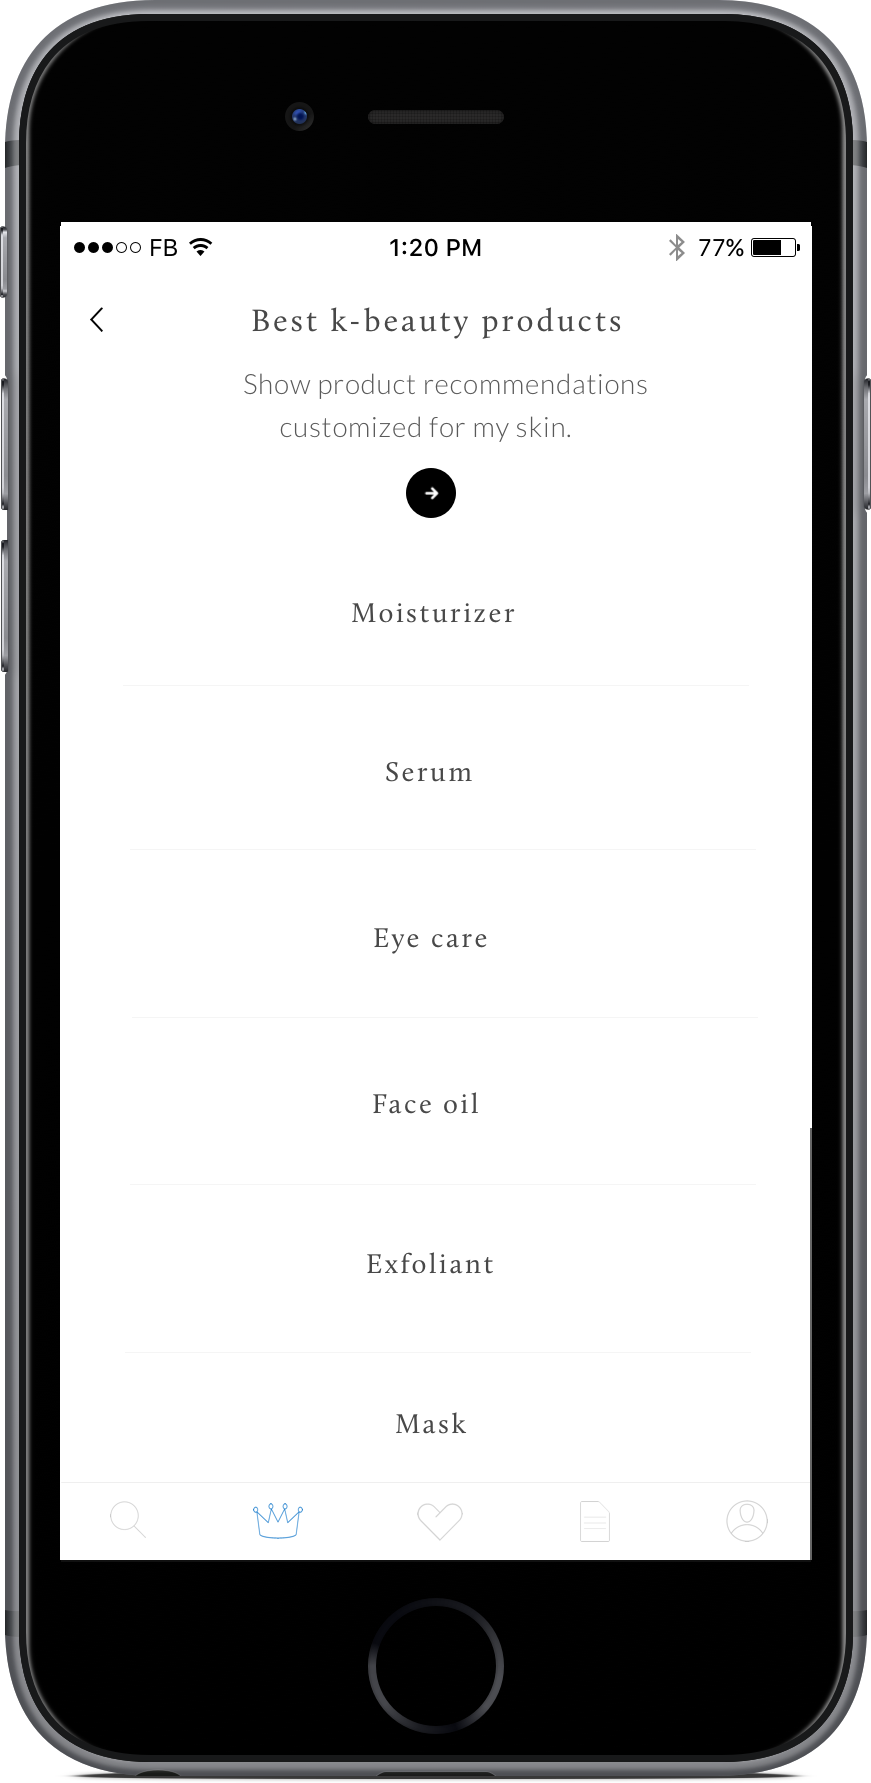 FB 1:20 PM 77%
Best k-beauty products
Show product recommendations
customized for my skin.
Moisturizer
Serum
Eye care
Face oil
Exfoliant
Mask